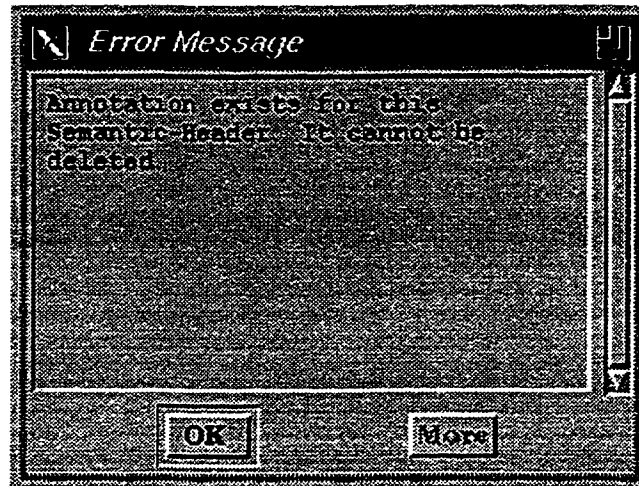 Error Message
Annotation exists for this
Semantic-Header. It cannot be
deleted
OK
More